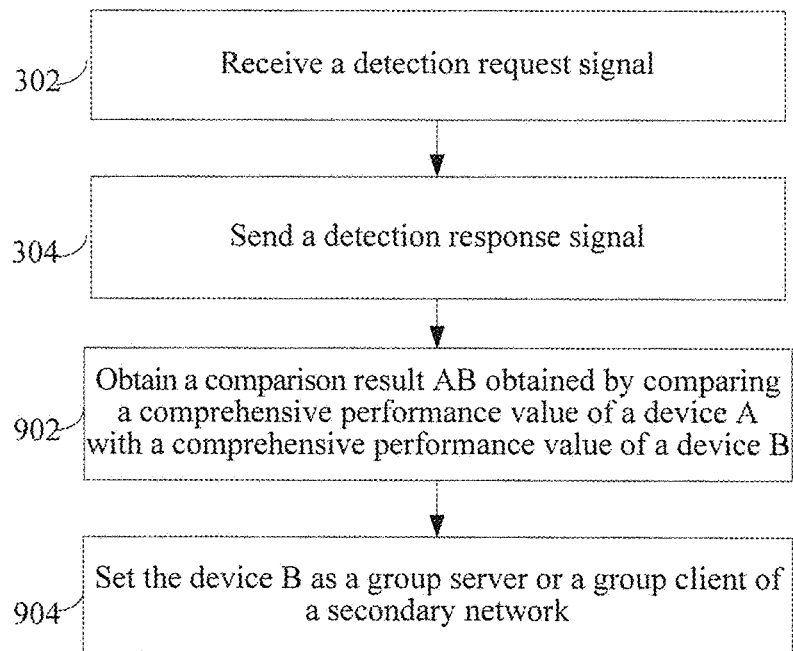 302
Receive a detection request signal
304
Send a detection response signal
902
Obtain a comparison result AB obtained by comparing
a comprehensive performance value of a device A
with a comprehensive performance value of a device B
904
Set the device B as a group server or a group client of
a secondary network